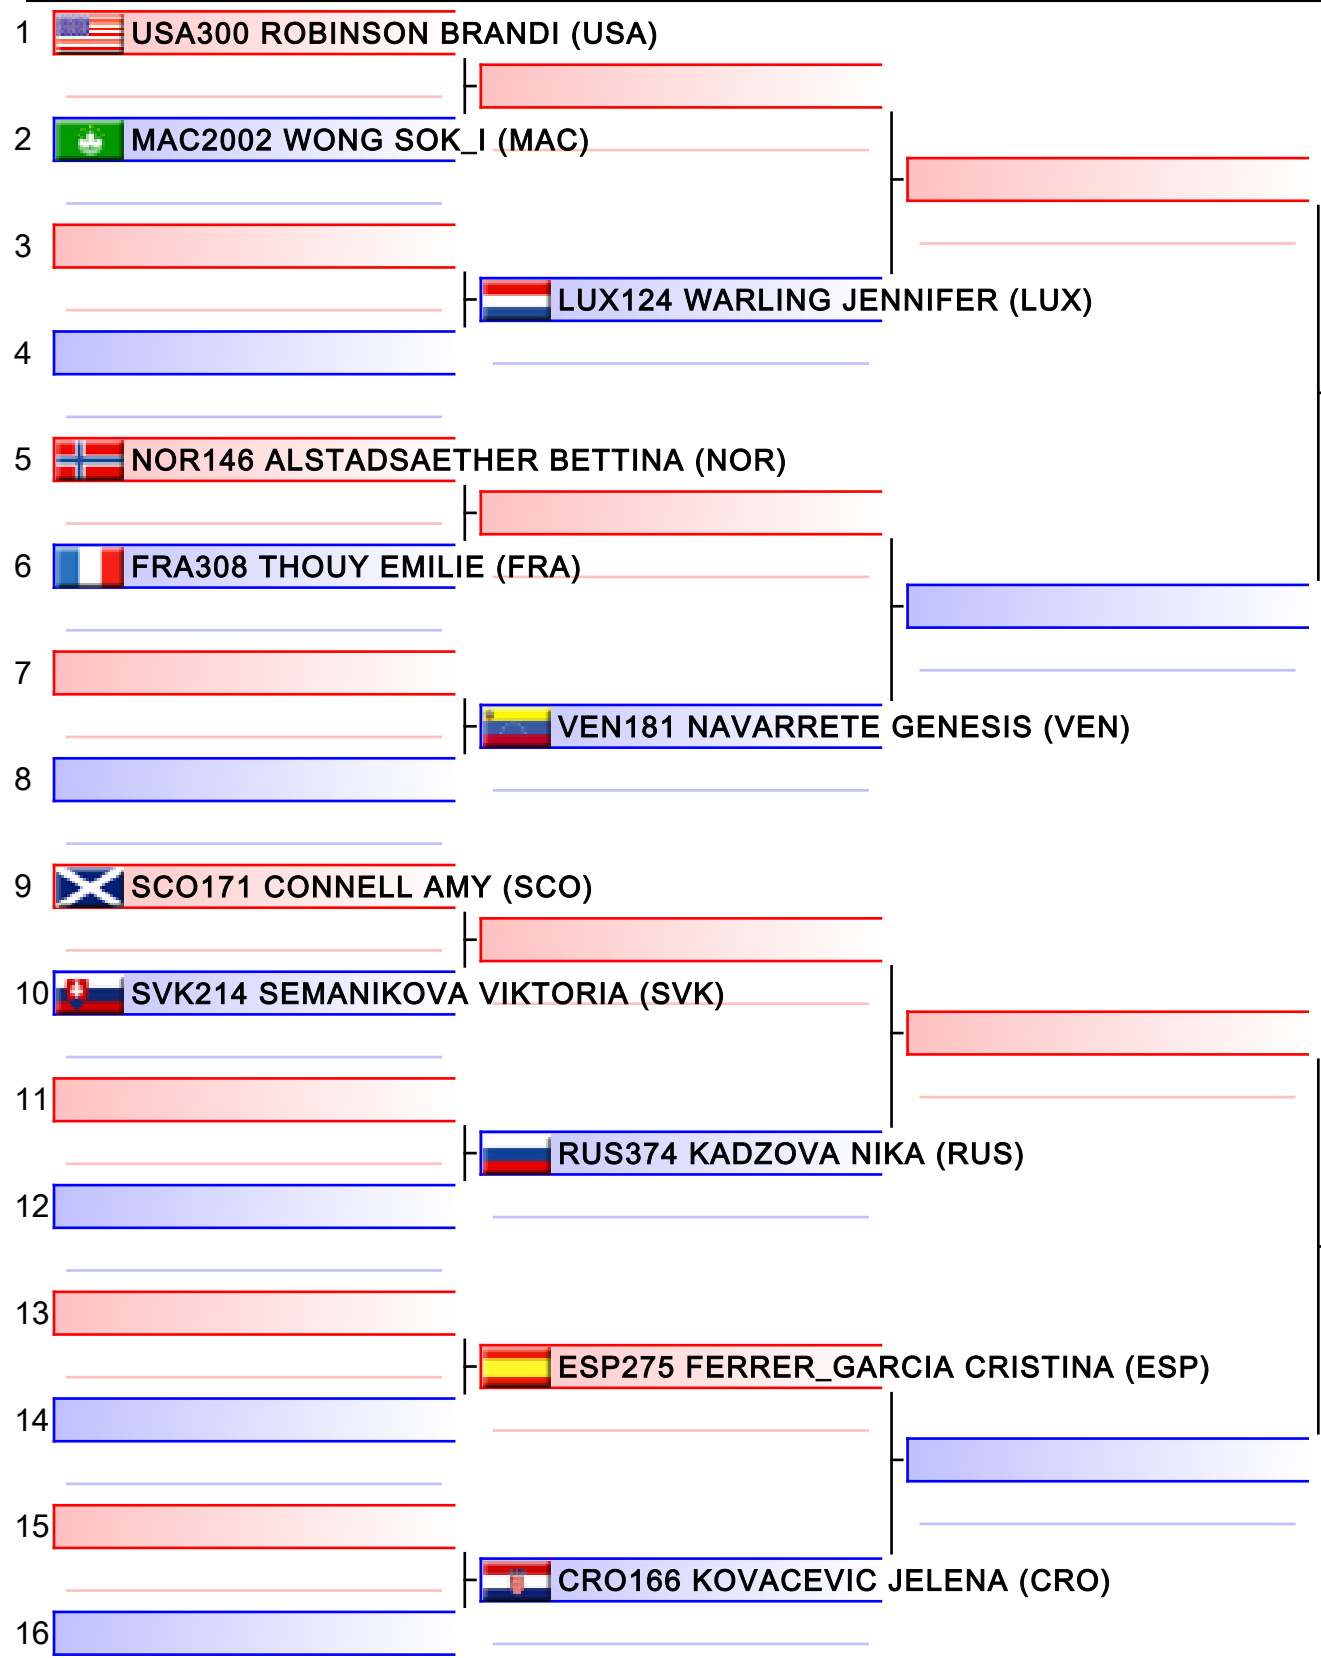 1 USA300 ROBINSON BRANDI (USA)
2 MAC2002 WONG SOK_I (MAC)
3
LUX124 WARLING JENNIFER (LUX)
4
5 NOR146 ALSTADSAETHER BETTINA (NOR)
6 FRA308 THOUY EMILIE (FRA)
7
VEN181 NAVARRETE GENESIS (VEN)
8
9 SCO171 CONNELL AMY (SCO)
10 SVK214 SEMANIKOVA VIKTORIA (SVK)
11
RUS374 KADZOVA NIKA (RUS)
12
13
ESP275 FERRER_GARCIA CRISTINA (ESP)
14
15
CRO166 KOVACEVIC JELENA (CRO)
16